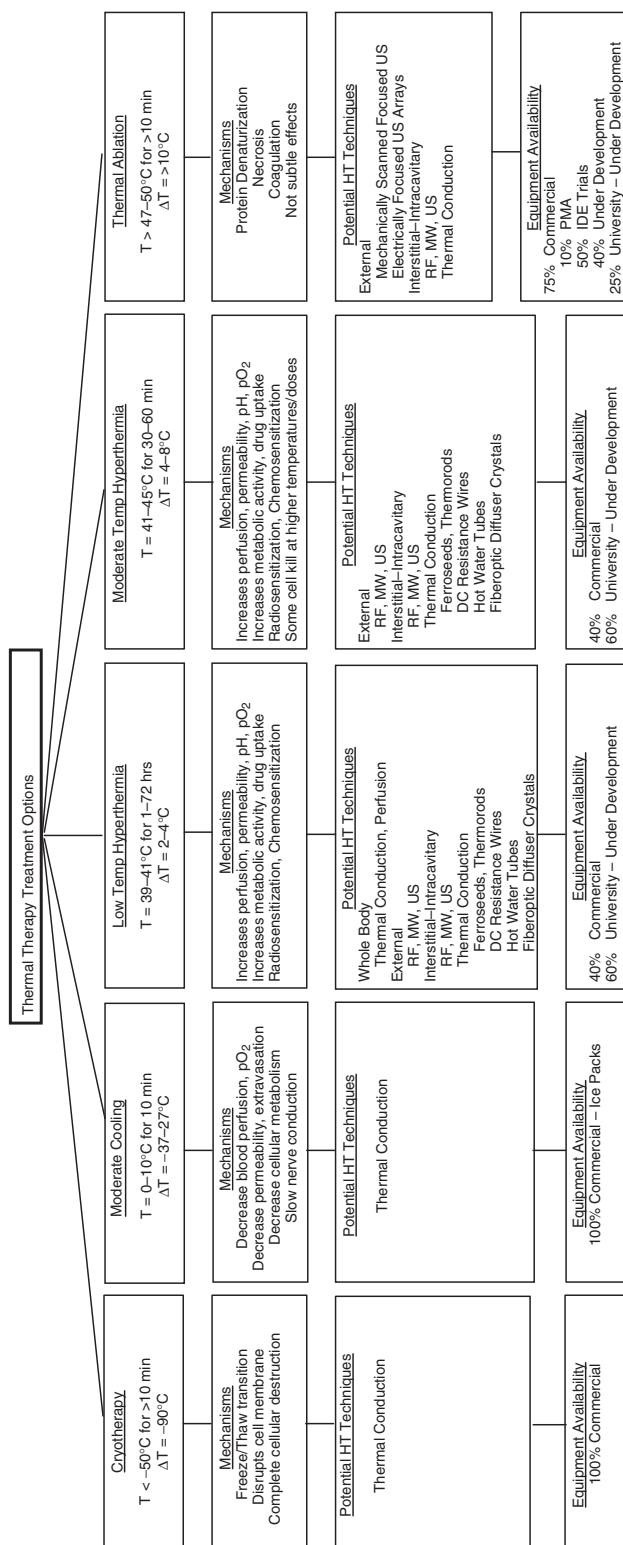 Thermal Therapy Treatment Options
Cryotherapy
T < −50°C for >10 min
ΔT = −90°C
Mechanisms
Freeze/Thaw transition
Disrupts cell membrane
Complete cellular destruction
Potential HT Techniques
Thermal Conduction
Equipment Availability
100% Commercial
Moderate Cooling
T = 0–10°C for 10 min
ΔT = −37–27°C
Mechanisms
Decrease blood perfusion, pO2
Decrease permeability, extravasation
Decrease cellular metabolism
Slow nerve conduction
Potential HT Techniques
Thermal Conduction
Equipment Availability
100% Commercial – Ice Packs
Low Temp Hyperthermia
T = 39–41°C for 1–72 hrs
ΔT = 2–4°C
Mechanisms
Increases perfusion, permeability, pH, pO2
Increases metabolic activity, drug uptake
Radiosensitization, Chemosensitization
Potential HT Techniques
Whole Body
Thermal Conduction, Perfusion
External
RF, MW, US
Interstitial–Intracavitary
RF, MW, US
Thermal Conduction
Ferroseeds, Thermorods
DC Resistance Wires
Hot Water Tubes
Fiberoptic Diffuser Crystals
Equipment Availability
40% Commercial
60% University – Under Development
Moderate Temp Hyperthermia
T = 41–45°C for 30–60 min
ΔT = 4–8°C
Mechanisms
Increases perfusion, permeability, pH, pO2
Increases metabolic activity, drug uptake
Radiosensitization, Chemosensitization
Some cell kill at higher temperatures/doses
Potential HT Techniques
External
RF, MW, US
Interstitial–Intracavitary
RF, MW, US
Thermal Conduction
Ferroseeds, Thermorods
DC Resistance Wires
Hot Water Tubes
Fiberoptic Diffuser Crystals
Equipment Availability
40% Commercial
60% University – Under Development
Thermal Ablation
T > 47–50°C for >10 min
ΔT = >10°C
Mechanisms
Protein Denaturization
Necrosis
Coagulation
Not subtle effects
Potential HT Techniques
External
Mechanically Scanned Focused US
Electrically Focused US Arrays
Interstitial–Intracavitary
RF, MW, US
Thermal Conduction
Equipment Availability
75% Commercial
10% PMA
50% IDE Trials
40% Under Development
25% University – Under Development